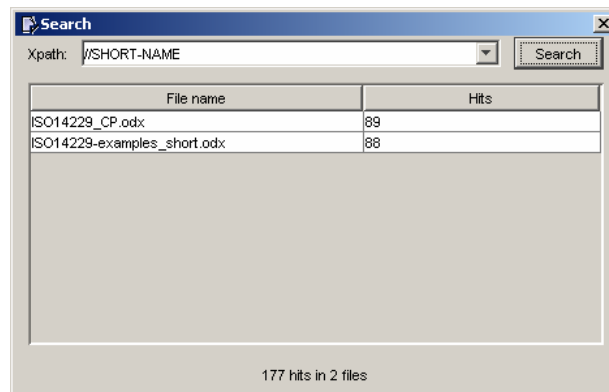 Search
Xpath: //SHORT-NAME Search
File name Hits
ISO14229_CP.odx 89
ISO14229-examples_short.odx 88
177 hits in 2 files